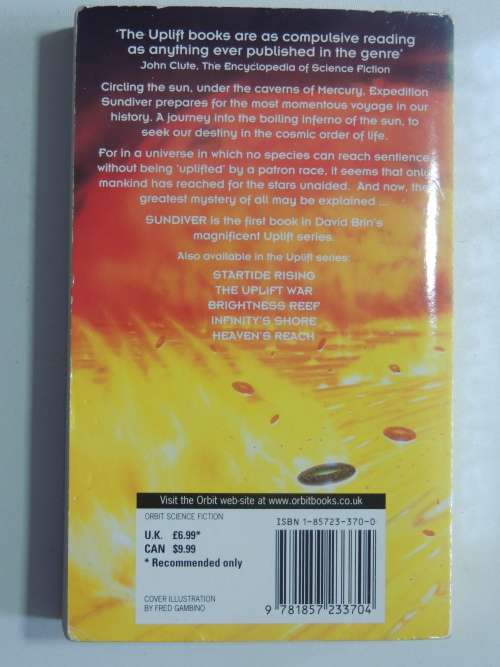 'The Uplift books are as compulsive reading
as anything ever published in the genre'
John Clute, The Encyclopedia of Science Fiction
Circling the sun, under the caverns of Mercury, Expedition
Sundiver prepares for the most momentous voyage in our
history. A journey into the boiling inferno of the sun, to
seek our destiny in the cosmic order of life.
For in a universe in which no species can reach sentience
without being 'uplifted' by a patron race, it seems that only
mankind has reached for the stars unaided. And now, the
greatest mystery of all may be explained ...
SUNDIVER is the first book in David Brin's
magnificent Uplift series.
Also available in the Uplift series:
STARTIDE RISING
THE UPLIFT WAR
BRIGHTNESS REEF
INFINITY'S SHORE
HEAVEN'S REACH
Visit the Orbit web-site at www.orbitbooks.co.uk
ORBIT SCIENCE FICTION
U.K. £6.99*
CAN $9.99
* Recommended only
COVER ILLUSTRATION
BY FRED GAMBINO
ISBN 1-85723-370-0
9 781857 233704